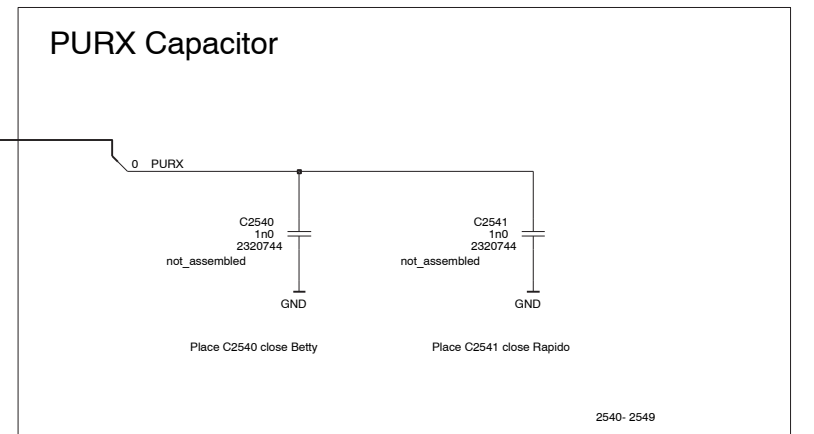 PURX Capacitor
0 PURX
C2540
1n0
2320744
not_assembled
GND
Place C2540 close Betty
C2541
1n0
2320744
not_assembled
GND
Place C2541 close Rapido
2540- 2549